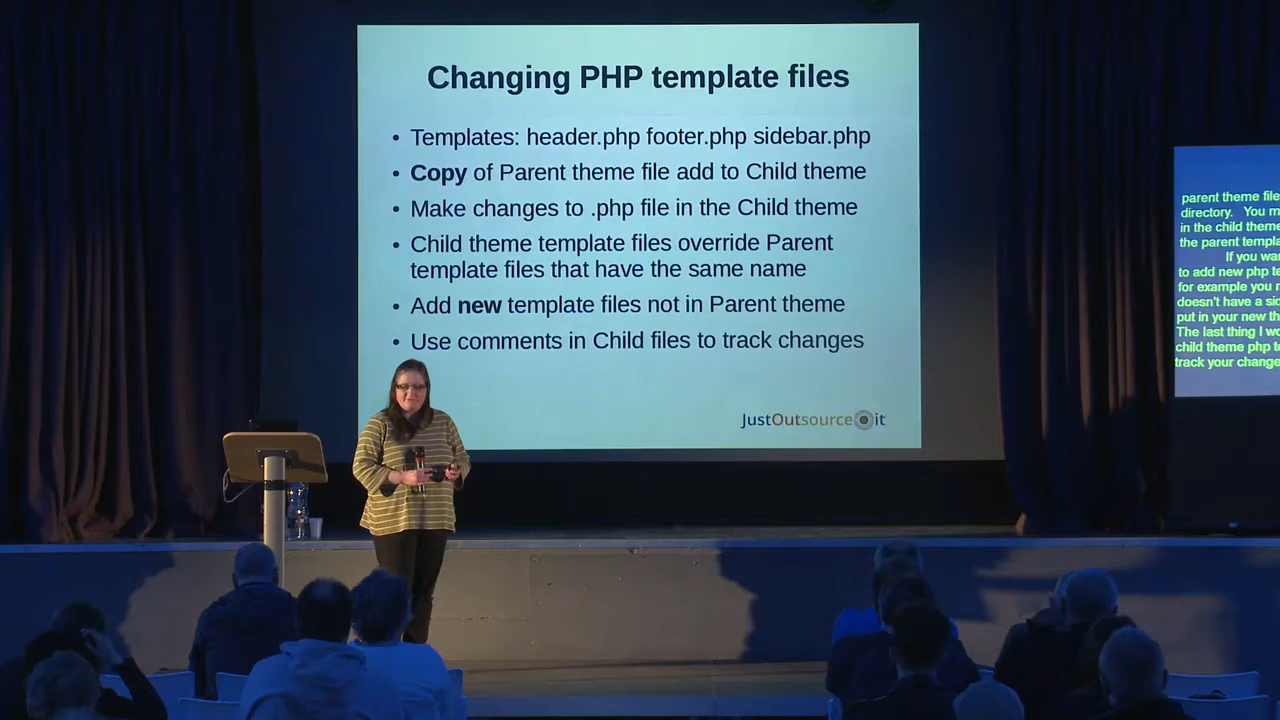 Changing PHP template files
• Templates: header.php footer.php sidebar.php
• Copy of Parent theme file add to Child theme
• Make changes to .php file in the Child theme
• Child theme template files override Parent
template files that have the same name
• Add new template files not in Parent theme
• Use comments in Child files to track changes
JustOutsource it
parent theme file
directory. You m
in the child theme
the parent templa
If you wa
to add new php te
for example you
doesn't have a sid
put in your new th
The last thing I wo
child theme php t
track your change